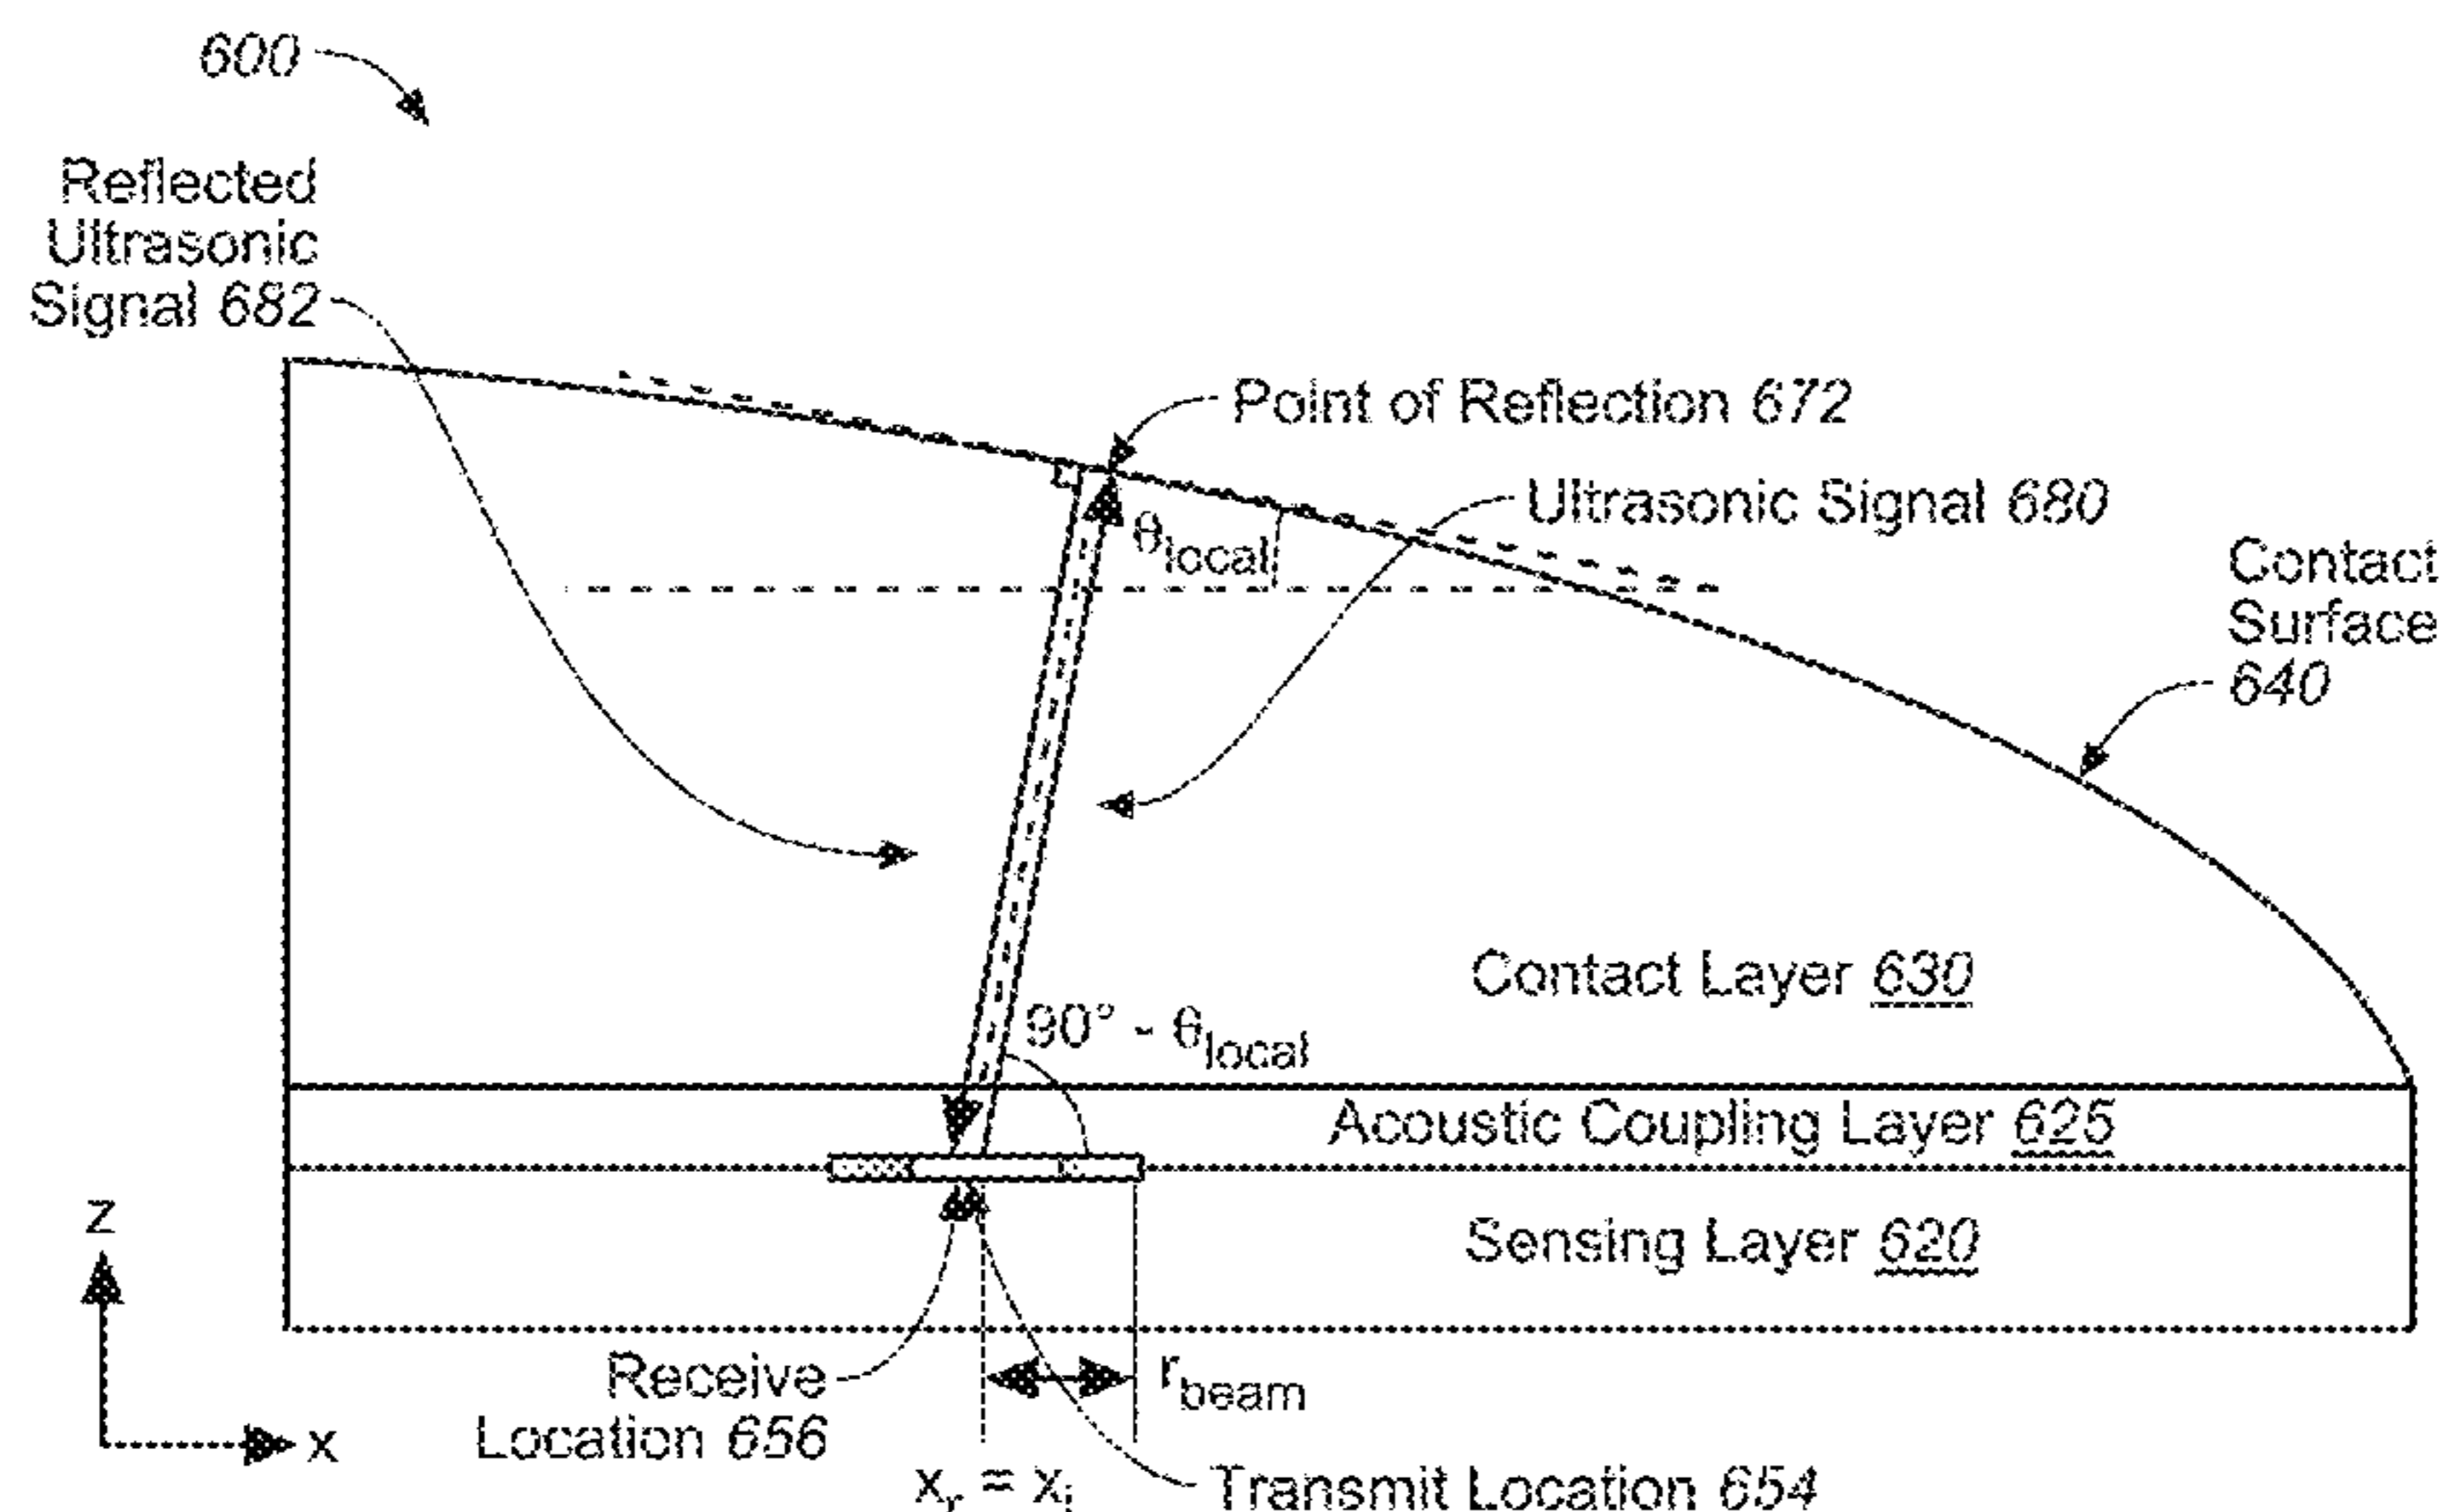 600
Reflected
Ultrasonic
Signal 682
Point of Reflection 672
θlocal
Ultrasonic Signal 680
Contact
Surface
640
Contact Layer 630
90° - θlocal
Acoustic Coupling Layer 625
Sensing Layer 620
z
x
Receive
Location 656
rbeam
xr = xi
Transmit Location 654